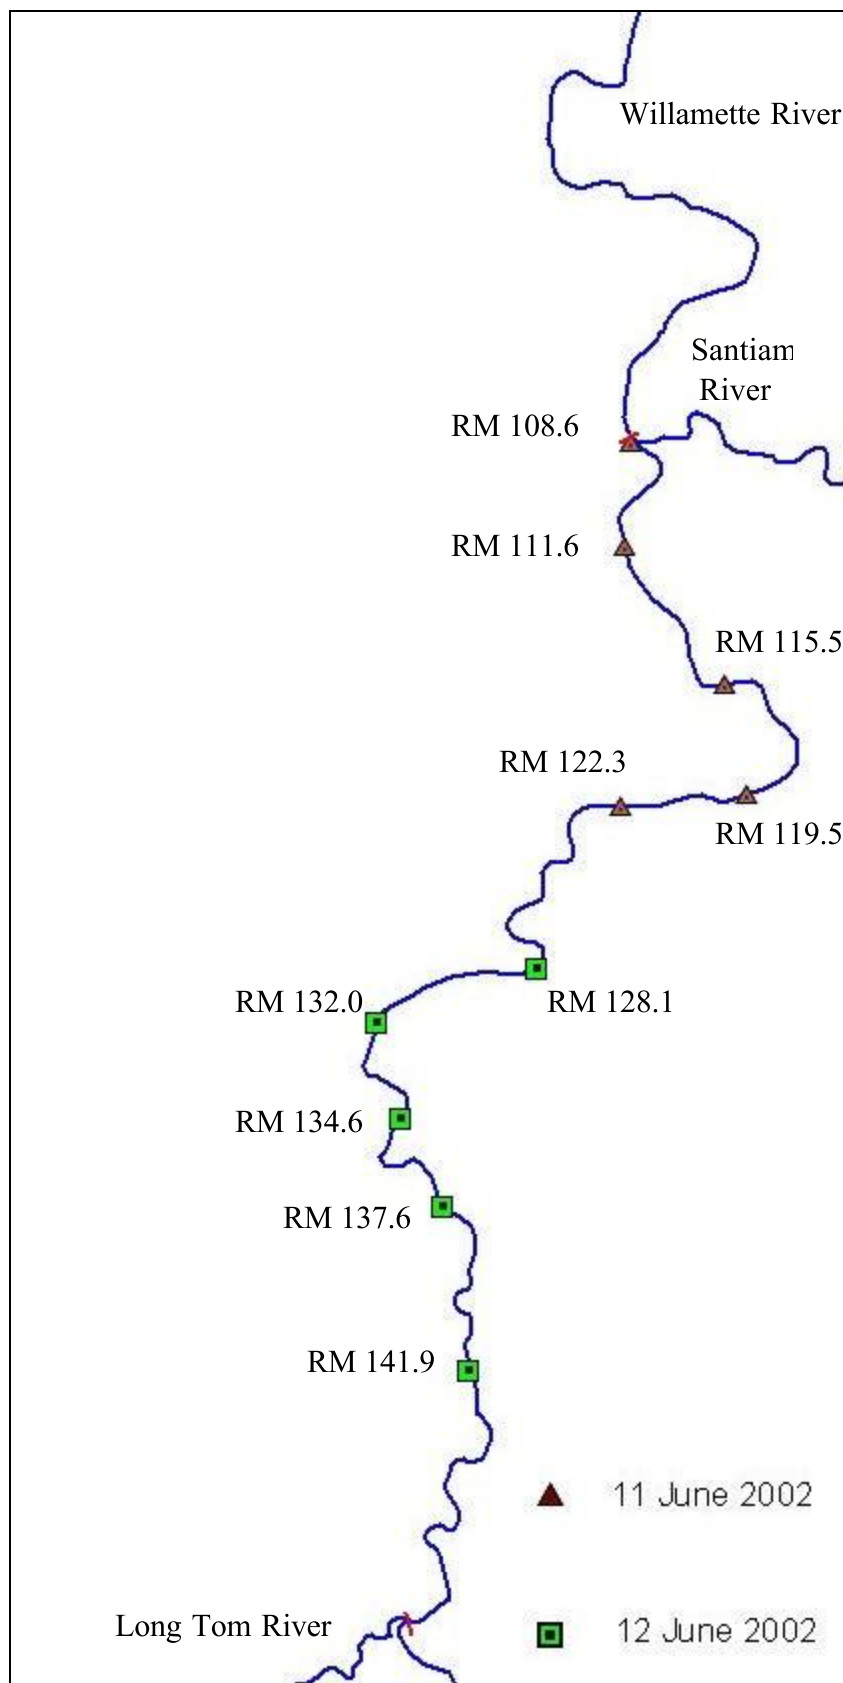 Willamette River
Santiam
River
RM 108.6
RM 111.6
RM 115.5
RM 122.3
RM 119.5
RM 132.0
RM 128.1
RM 134.6
RM 137.6
RM 141.9
11 June 2002
Long Tom River
12 June 2002